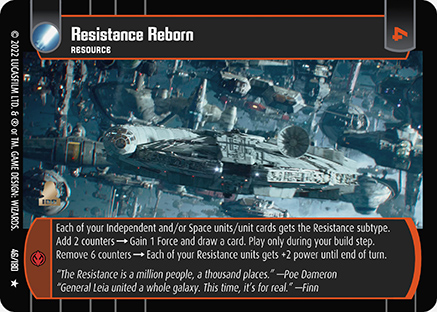 Resistance Reborn
RESOURCE
4
Each of your Independent and/or Space units/unit cards gets the Resistance subtype.
Add 2 counters → Gain 1 Force and draw a card. Play only during your build step.
Remove 6 counters → Each of your Resistance units gets +2 power until end of turn.
"The Resistance is a million people, a thousand places." —Poe Dameron
"General Leia united a whole galaxy. This time, it's for real." —Finn
©2022 LUCASFILM LTD. & ® or TM. GAME DESIGN: WIZARDS.
46/180